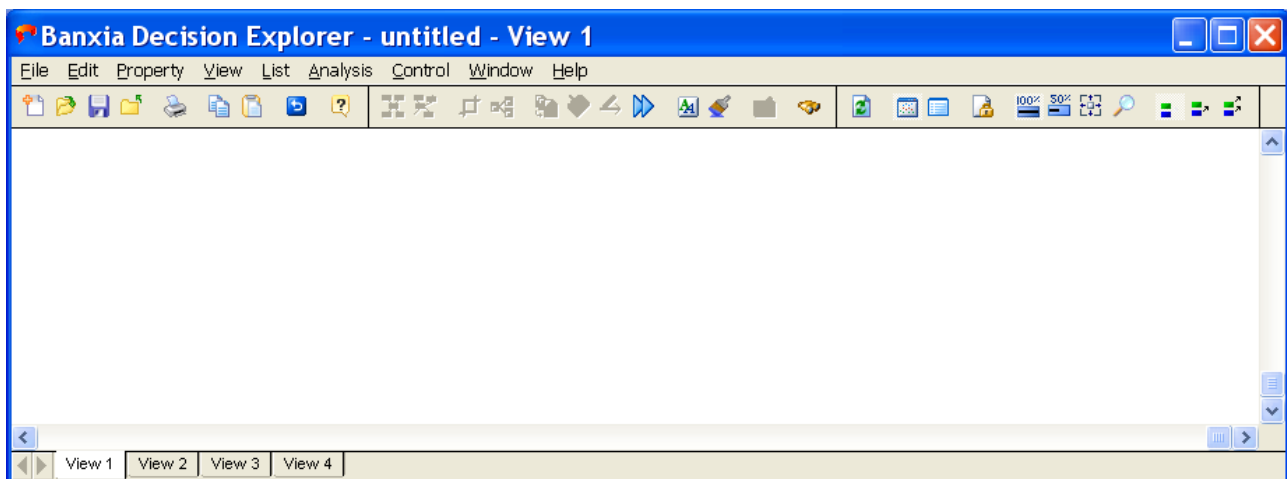 Banxia Decision Explorer - untitled - View 1
File Edit Property View List Analysis Control Window Help
100% 50%
View 1 View 2 View 3 View 4